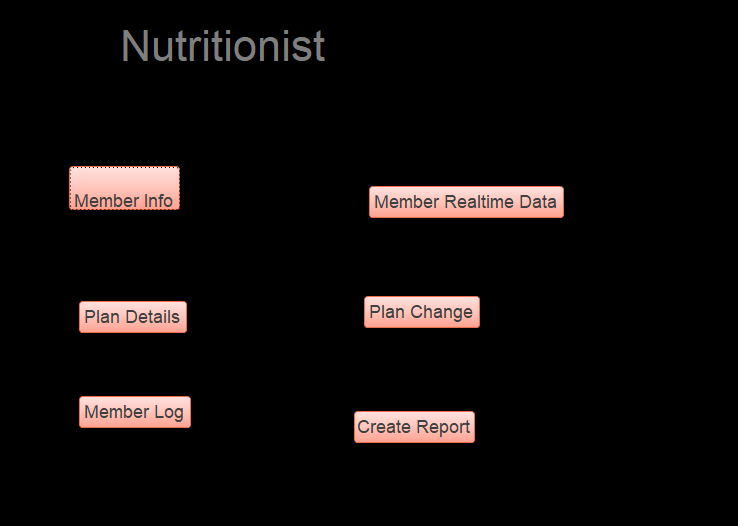 Nutritionist
Member Info
Member Realtime Data
Plan Details
Plan Change
Member Log
Create Report